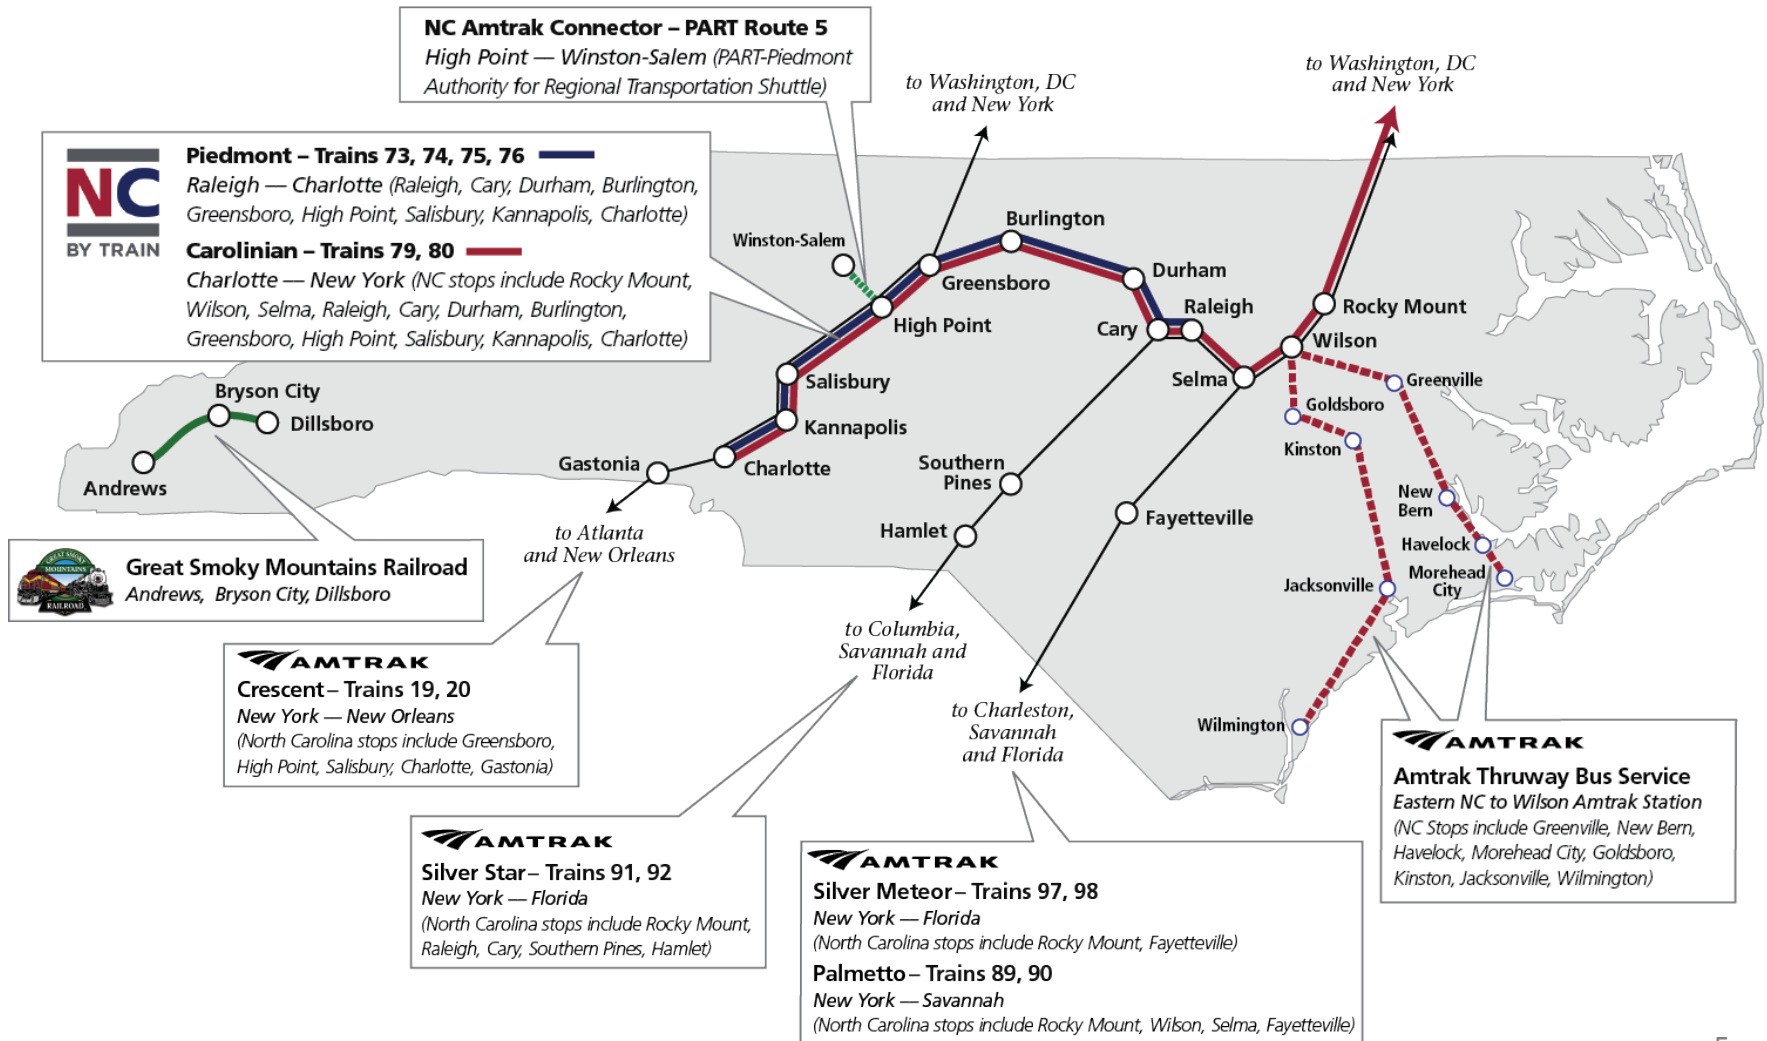 NC Amtrak Connector – PART Route 5
High Point — Winston-Salem (PART-Piedmont
Authority for Regional Transportation Shuttle)
to Washington, DC
and New York
to Washington, DC
and New York
NC
BY TRAIN
Piedmont – Trains 73, 74, 75, 76
Raleigh — Charlotte (Raleigh, Cary, Durham, Burlington,
Greensboro, High Point, Salisbury, Kannapolis, Charlotte)
Carolinian – Trains 79, 80
Charlotte — New York (NC stops include Rocky Mount,
Wilson, Selma, Raleigh, Cary, Durham, Burlington,
Greensboro, High Point, Salisbury, Kannapolis, Charlotte)
Winston-Salem
Burlington
Greensboro
Durham
High Point
Cary
Raleigh
Rocky Mount
Wilson
Selma
Salisbury
Kannapolis
Charlotte
Gastonia
Bryson City
Dillsboro
Andrews
Greenville
Goldsboro
Kinston
Southern
Pines
Hamlet
Fayetteville
New
Bern
Havelock
Morehead
City
Jacksonville
Wilmington
to Atlanta
and New Orleans
GREAT SMOKY
MOUNTAINS
RAILROAD
Great Smoky Mountains Railroad
Andrews, Bryson City, Dillsboro
to Columbia,
Savannah and
Florida
to Charleston,
Savannah
and Florida
AMTRAK
Crescent – Trains 19, 20
New York — New Orleans
(North Carolina stops include Greensboro,
High Point, Salisbury, Charlotte, Gastonia)
AMTRAK
Silver Star – Trains 91, 92
New York — Florida
(North Carolina stops include Rocky Mount,
Raleigh, Cary, Southern Pines, Hamlet)
AMTRAK
Silver Meteor – Trains 97, 98
New York — Florida
(North Carolina stops include Rocky Mount, Fayetteville)
Palmetto – Trains 89, 90
New York — Savannah
(North Carolina stops include Rocky Mount, Wilson, Selma, Fayetteville)
AMTRAK
Amtrak Thruway Bus Service
Eastern NC to Wilson Amtrak Station
(NC Stops include Greenville, New Bern,
Havelock, Morehead City, Goldsboro,
Kinston, Jacksonville, Wilmington)